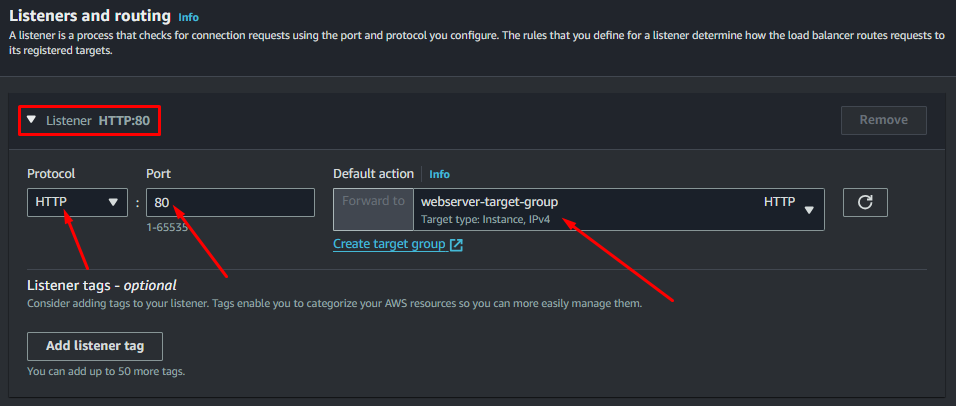 Listeners and routing Info
A listener is a process that checks for connection requests using the port and protocol you configure. The rules that you define for a listener determine how the load balancer routes requests to
its registered targets.
Listener HTTP:80
Remove
Protocol Port Default action Info
HTTP : 80 Forward to webserver-target-group HTTP
Target type: Instance, IPv4
1-65535
Create target group
Listener tags - optional
Consider adding tags to your listener. Tags enable you to categorize your AWS resources so you can more easily manage them.
Add listener tag
You can add up to 50 more tags.